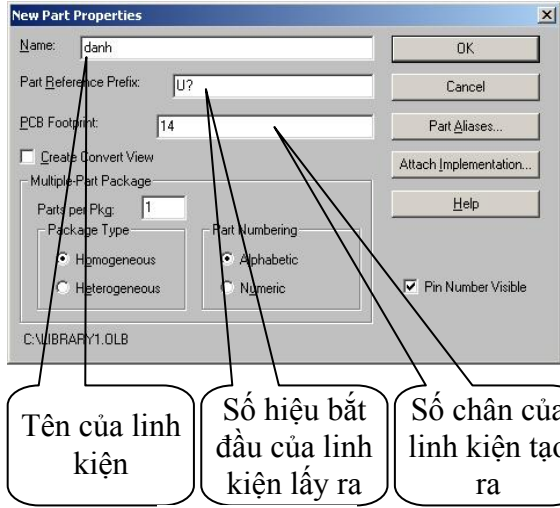 New Part Properties
Name: danh
OK
Part Reference Prefix: U?
Cancel
PCB Footprint: 14
Part Aliases...
Create Convert View
Attach Implementation...
Multiple-Part Package
Help
Parts per Pkg: 1
Package Type
Part Numbering
Homogeneous
Alphabetic
Heterogeneous
Numeric
Pin Number Visible
C:\LIBRARY1.OLB
Tên của linh
kiện
Số hiệu bắt
đầu của linh
kiện lấy ra
Số chân của
linh kiện tạo
ra